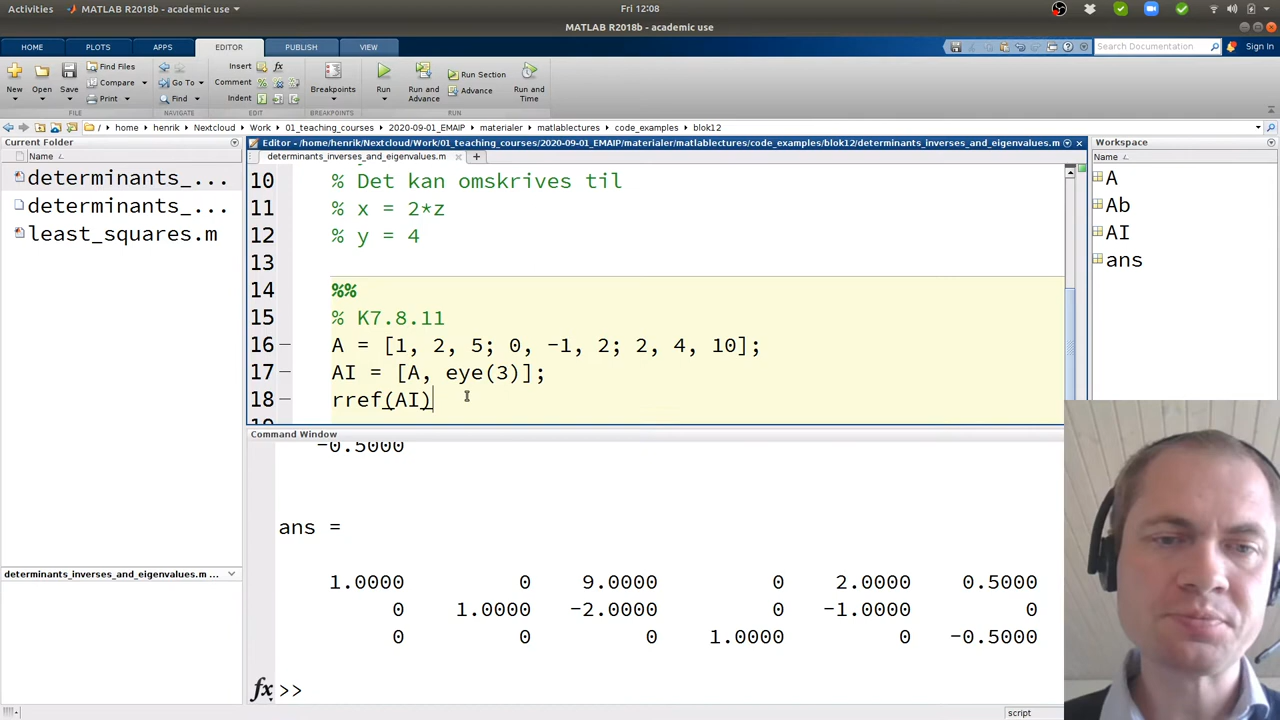 Activities
MATLAB R2018b - academic use
Fri 12:08
MATLAB R2018b - academic use
HOME PLOTS APPS EDITOR PUBLISH VIEW
Search Documentation
Sign In
New Open Save
Find Files
Compare
Print
Go To
Find
Insert
Comment
Indent
Breakpoints
Run
Run and Advance
Run Section
Advance
Run and Time
FILE NAVIGATE EDIT BREAKPOINTS RUN
/ home henrik Nextcloud Work 01_teaching_courses 2020-09-01_EMAIP materialer matlablectures code_examples blok12
Current Folder
Name
determinants_...
determinants_...
least_squares.m
determinants_inverses_and_eigenvalues.m ...
Editor - /home/henrik/Nextcloud/Work/01_teaching_courses/2020-09-01_EMAIP/materialer/matlablectures/code_examples/blok12/determinants_inverses_and_eigenvalues.m
determinants_inverses_and_eigenvalues.m
10 % Det kan omskrives til
11 % x = 2*z
12 % y = 4
13
14 %%
15 % K7.8.11
16 A = [1, 2, 5; 0, -1, 2; 2, 4, 10];
17 AI = [A, eye(3)];
18 rref(AI)
Command Window
-0.5000
ans =
1.0000 0 9.0000 0 2.0000 0.5000
0 1.0000 -2.0000 0 -1.0000 0
0 0 0 1.0000 0 -0.5000
fx >>
Workspace
Name
A
Ab
AI
ans
script